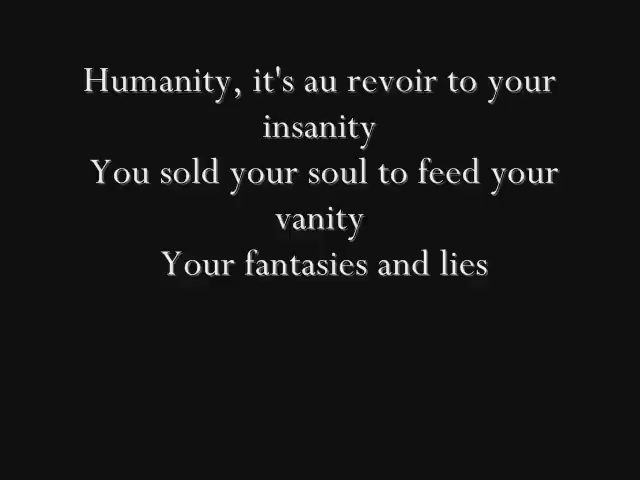 Humanity, it's au revoir to your
insanity
You sold your soul to feed your
vanity
Your fantasies and lies